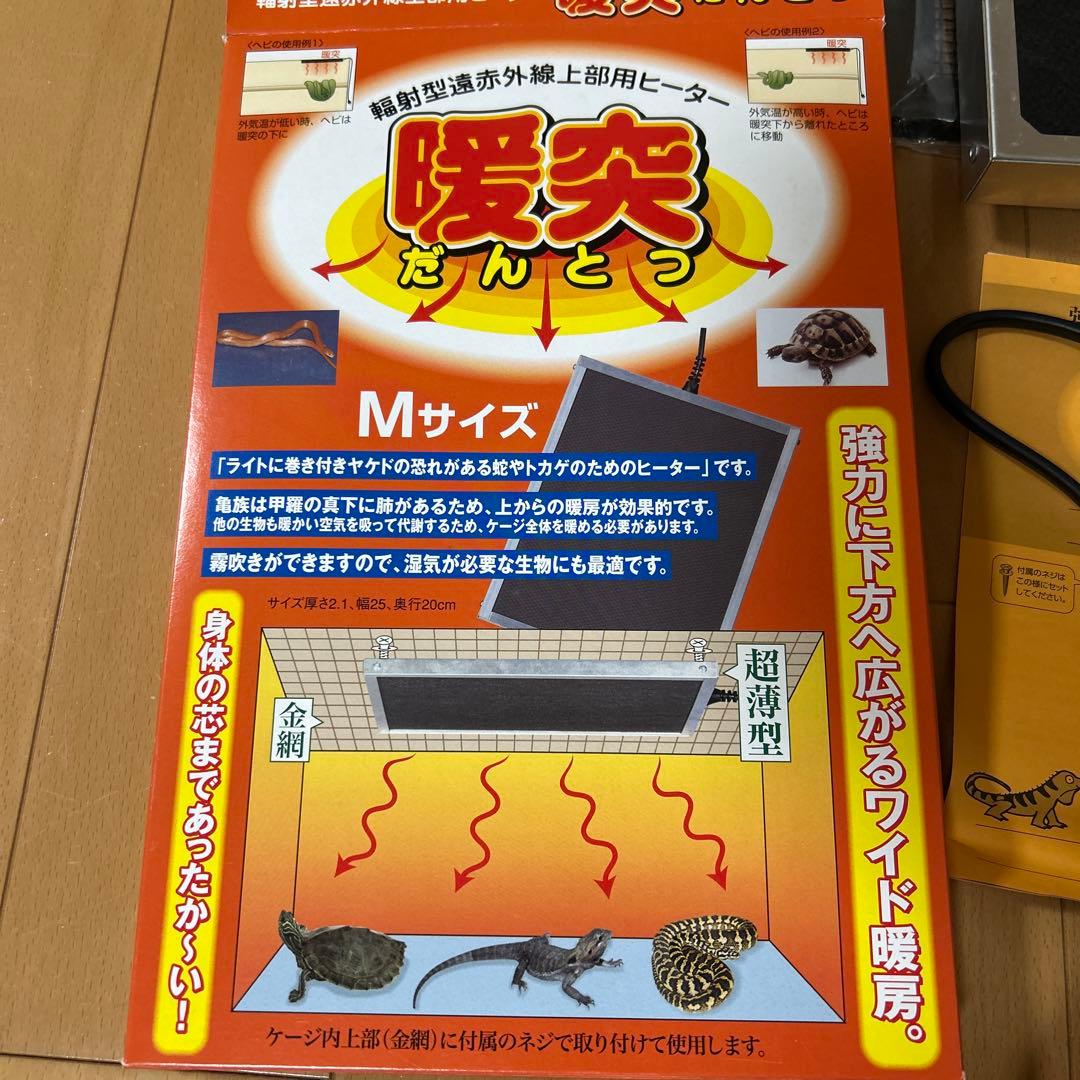 輻射型遠赤外線上部用ヒーター 暖突 だんとつ
〈ヘビの使用例1〉
暖突
外気温が低い時、ヘビは
暖突の下に
〈ヘビの使用例2〉
暖突
外気温が高い時、ヘビは
暖突下から離れたところ
に移動
輻射型遠赤外線上部用ヒーター
暖突
だんとつ
Mサイズ
「ライトに巻き付きヤケドの恐れがある蛇やトカゲのためのヒーター」です。
亀族は甲羅の真下に肺があるため、上からの暖房が効果的です。
他の生物も暖かい空気を吸って代謝するため、ケージ全体を暖める必要があります。
霧吹きができますので、湿気が必要な生物にも最適です。
サイズ厚さ2.1、幅25、奥行20cm
強力に下方へ広がるワイド暖房。
身体の芯まであったか〜い!
金網
超薄型
ケージ内上部(金網)に付属のネジで取り付けて使用します。
付属のネジは
この様にセット
してください。